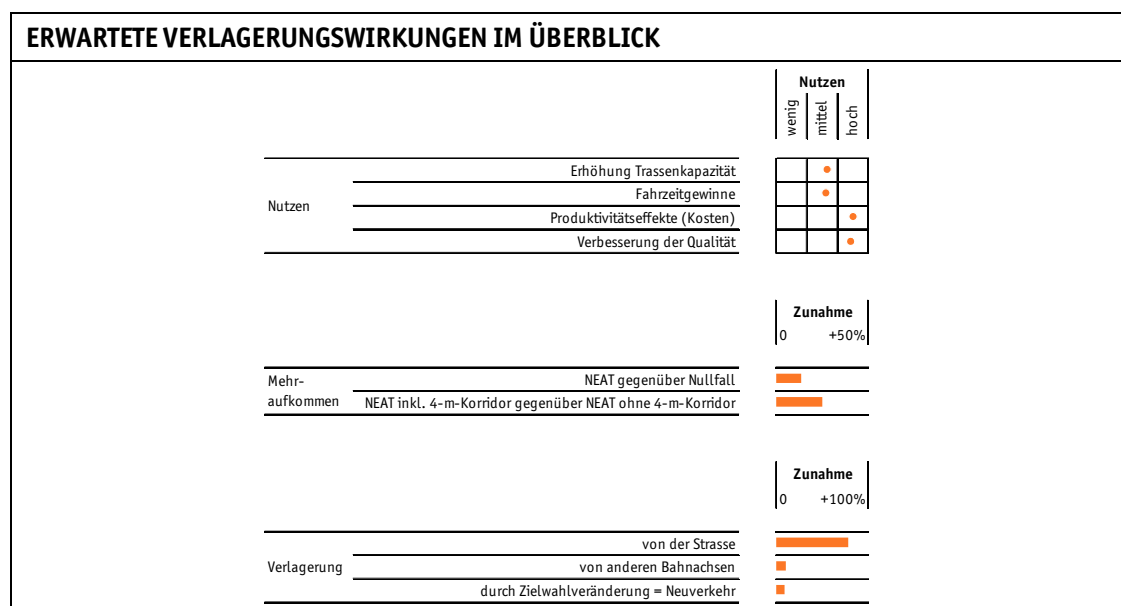 ERWARTETE VERLAGERUNGSWIRKUNGEN IM ÜBERBLICK
Nutzen
wenig
mittel
hoch
Nutzen
Erhöhung Trassenkapazität
Fahrzeitgewinne
Produktivitätseffekte (Kosten)
Verbesserung der Qualität
Zunahme
0 +50%
Mehr-
aufkommen
NEAT gegenüber Nullfall
NEAT inkl. 4-m-Korridor gegenüber NEAT ohne 4-m-Korridor
Zunahme
0 +100%
Verlagerung
von der Strasse
von anderen Bahnachsen
durch Zielwahlveränderung = Neuverkehr